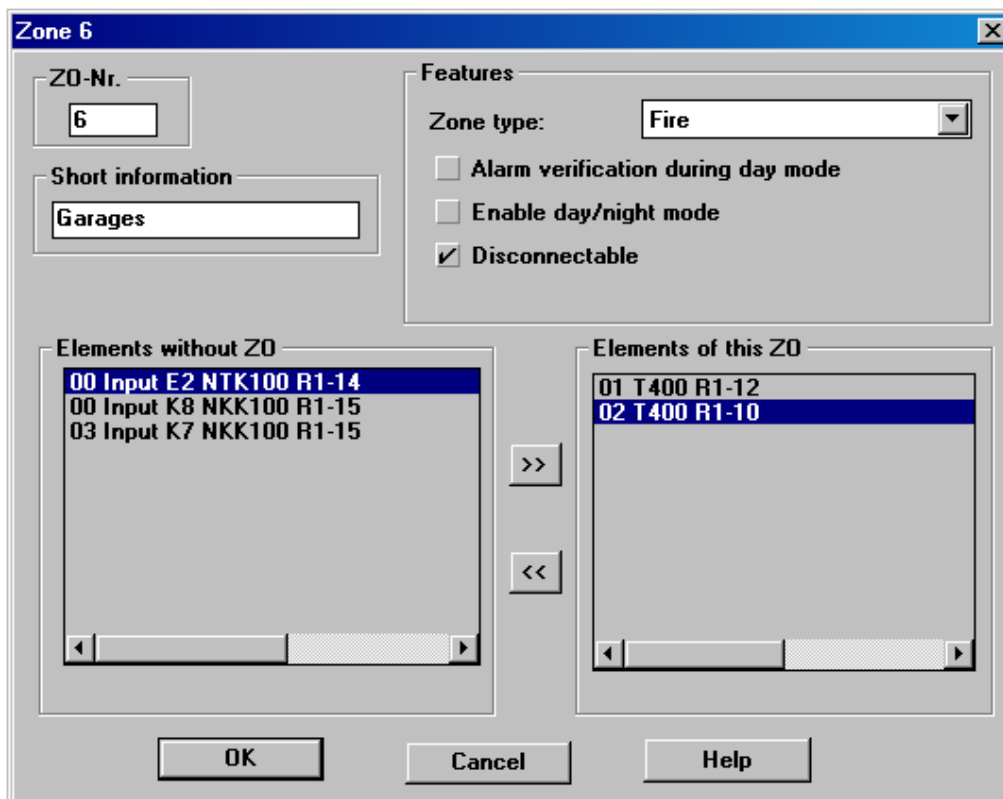 Zone 6
ZO-Nr.
6
Short information
Garages
Features
Zone type:
Fire
Alarm verification during day mode
Enable day/night mode
Disconnectable
Elements without ZO
00 Input E2 NTK100 R1-14
00 Input K8 NKK100 R1-15
03 Input K7 NKK100 R1-15
>>
<<
Elements of this ZO
01 T400 R1-12
02 T400 R1-10
OK
Cancel
Help